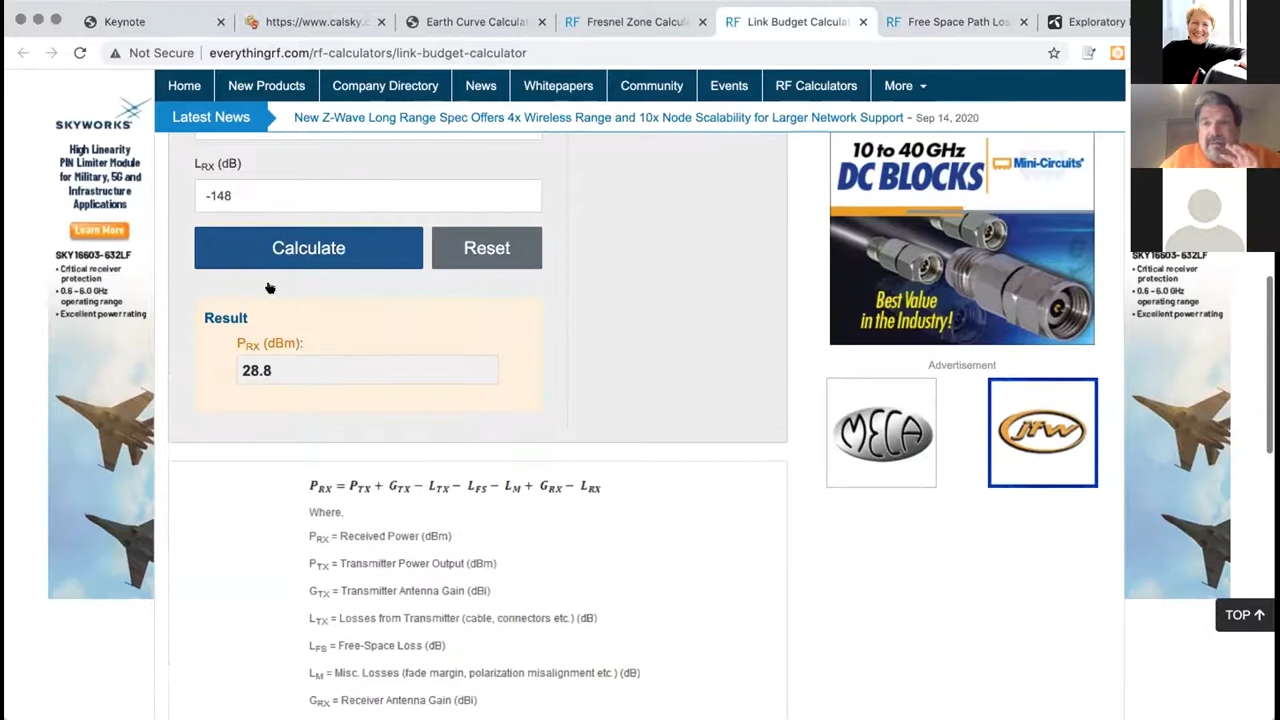 Keynote
https://www.calsky.c
Earth Curve Calcula
RF Fresnel Zone Calcula
RF Link Budget Calculat
RF Free Space Path Los
Exploratory
Not Secure
everythingrf.com/rf-calculators/link-budget-calculator
Home
New Products
Company Directory
News
Whitepapers
Community
Events
RF Calculators
More
Latest News
New Z-Wave Long Range Spec Offers 4x Wireless Range and 10x Node Scalability for Larger Network Support - Sep 14, 2020
SKYWORKS
High Linearity
PIN Limiter Module
for Military, 5G and
Infrastructure
Applications
Learn More
SKY16603-632LF
• Critical receiver
protection
• 0.6-6.0 GHz
operating range
• Excellent power rating
LRX (dB)
-148
Calculate
Reset
Result
PRX (dBm):
28.8
PRX = PTX + GTX − LTX − LFS − LM + GRX − LRX
Where,
PRX = Received Power (dBm)
PTX = Transmitter Power Output (dBm)
GTX = Transmitter Antenna Gain (dBi)
LTX = Losses from Transmitter (cable, connectors etc.) (dB)
LFS = Free-Space Loss (dB)
LM = Misc. Losses (fade margin, polarization misalignment etc.) (dB)
GRX = Receiver Antenna Gain (dBi)
10 to 40 GHz
DC BLOCKS
Mini-Circuits®
Best Value
in the Industry!
Advertisement
MECA
JFW
SKY16603-632LF
• Critical receiver
protection
• 0.6-6.0 GHz
operating range
• Excellent power rating
TOP